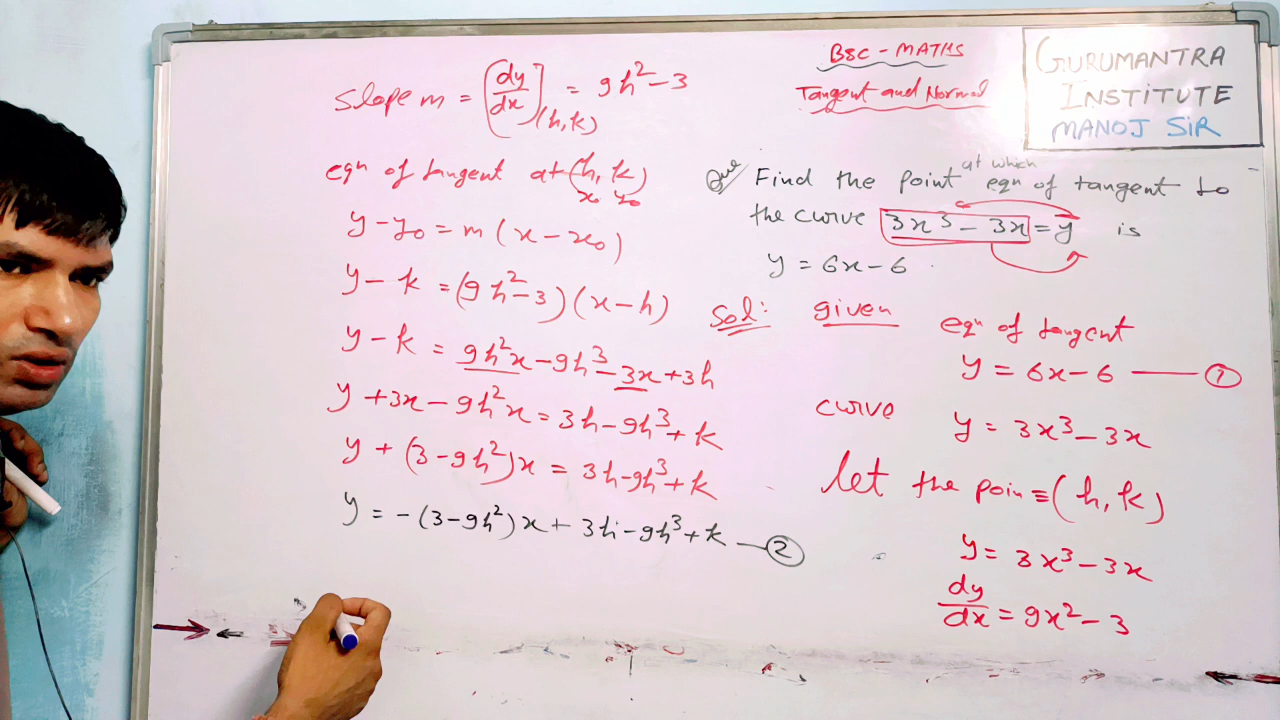 BSC - MATHS
Tangent and Normal
GURUMANTRA
INSTITUTE
MANOJ SIR
Slope m = (dy/dx)(h,k) = 9h² - 3
eqⁿ of tangent at (h, k)
x₀ y₀
y - y₀ = m(x - x₀)
y - k = (9h² - 3)(x - h)
y - k = 9h²x - 9h³ - 3x + 3h
y + 3x - 9h²x = 3h - 9h³ + k
y + (3 - 9h²)x = 3h - 9h³ + k
y = -(3 - 9h²)x + 3h - 9h³ + k — ②
Que Find the point at which eqⁿ of tangent to
the curve 3x³ - 3x = y is
y = 6x - 6
Sol: given eqⁿ of tangent
y = 6x - 6 — ①
curve y = 3x³ - 3x
let the poin ≡ (h, k)
y = 3x³ - 3x
dy/dx = 9x² - 3